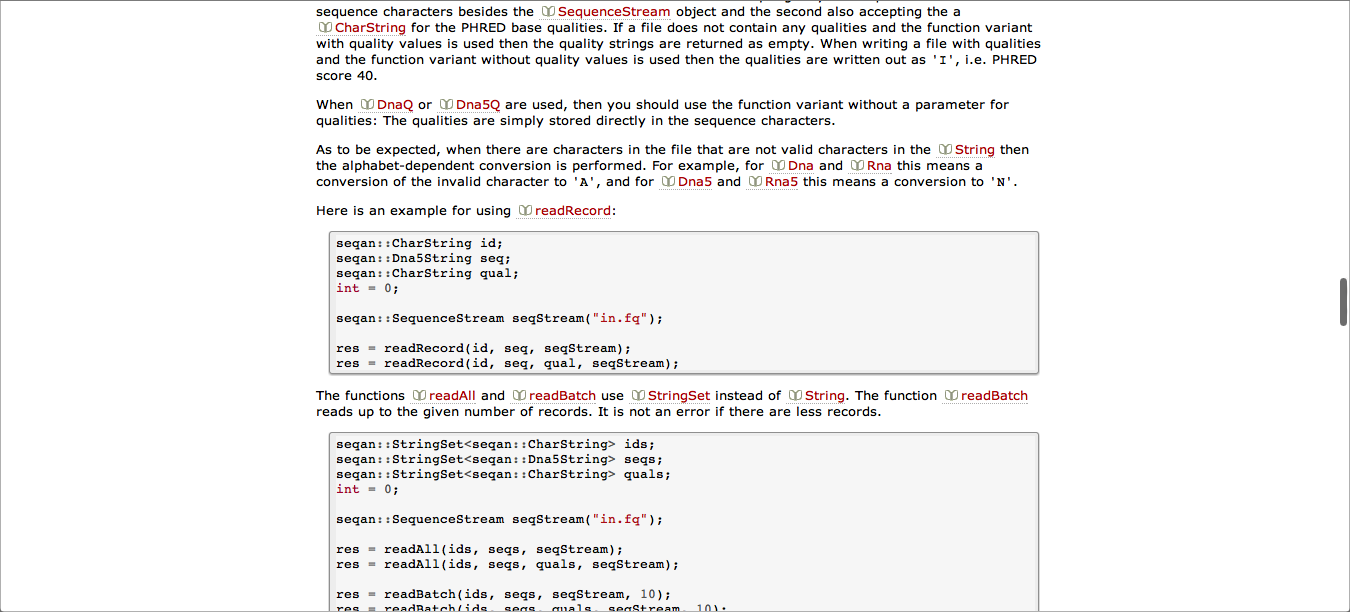 sequence characters besides the SequenceStream object and the second also accepting the a
CharString for the PHRED base qualities. If a file does not contain any qualities and the function variant
with quality values is used then the quality strings are returned as empty. When writing a file with qualities
and the function variant without quality values is used then the qualities are written out as 'I', i.e. PHRED
score 40.
When DnaQ or Dna5Q are used, then you should use the function variant without a parameter for
qualities: The qualities are simply stored directly in the sequence characters.
As to be expected, when there are characters in the file that are not valid characters in the String then
the alphabet-dependent conversion is performed. For example, for Dna and Rna this means a
conversion of the invalid character to 'A', and for Dna5 and Rna5 this means a conversion to 'N'.
Here is an example for using readRecord:
seqan::CharString id;
seqan::Dna5String seq;
seqan::CharString qual;
int = 0;
seqan::SequenceStream seqStream("in.fq");
res = readRecord(id, seq, seqStream);
res = readRecord(id, seq, qual, seqStream);
The functions readAll and readBatch use StringSet instead of String. The function readBatch
reads up to the given number of records. It is not an error if there are less records.
seqan::StringSet<seqan::CharString> ids;
seqan::StringSet<seqan::Dna5String> seqs;
seqan::StringSet<seqan::CharString> quals;
int = 0;
seqan::SequenceStream seqStream("in.fq");
res = readAll(ids, seqs, seqStream);
res = readAll(ids, seqs, quals, seqStream);
res = readBatch(ids, seqs, seqStream, 10);
res = readBatch(ids, seqs, quals, seqStream, 10);